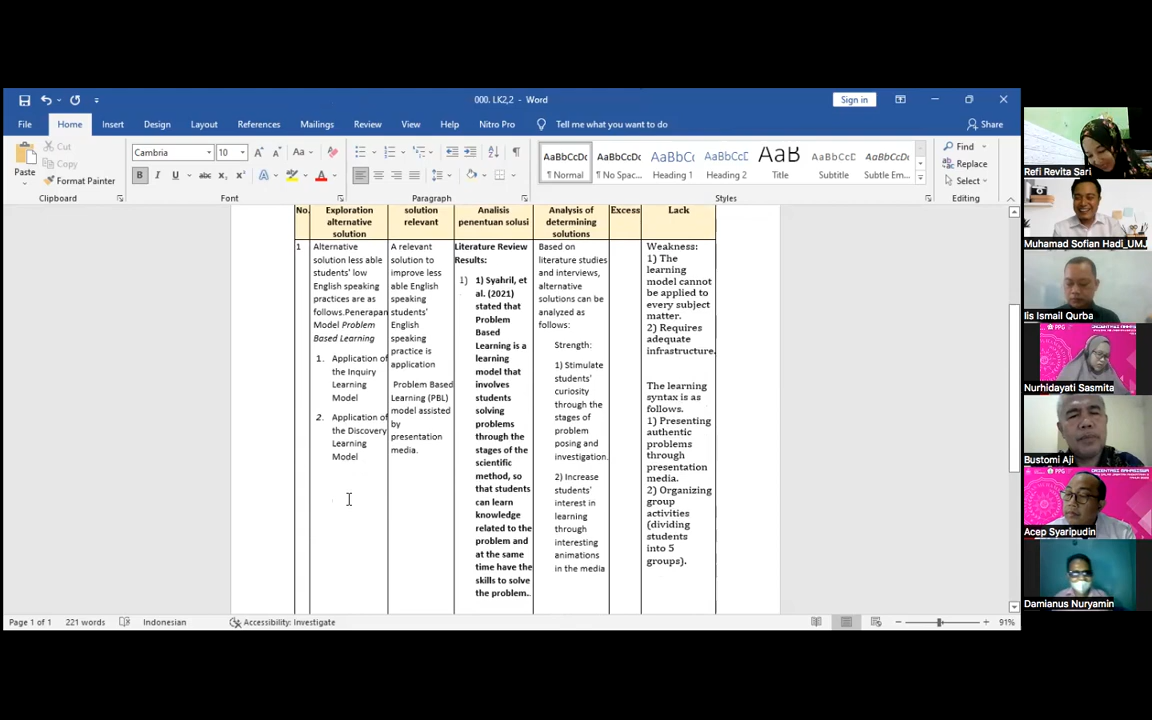 000. LK2,2 - Word
Sign in
File Home Insert Design Layout References Mailings Review View Help Nitro Pro Tell me what you want to do Share
Paste
Cut
Copy
Format Painter
Clipboard
Cambria 10
Font
Paragraph
AaBbCcDc AaBbCcDc AaBbC AaBbCcE AaB AaBbCcD AaBbCcDc
¶ Normal ¶ No Spac... Heading 1 Heading 2 Title Subtitle Subtle Em...
Styles
Find
Replace
Select
Editing
No.
Exploration
alternative
solution
solution
relevant
Analisis
penentuan solusi
Analysis of
determining
solutions
Excess
Lack
1
Alternative
solution less able
students' low
English speaking
practices are as
follows.Penerapan
Model Problem
Based Learning
1. Application of
the Inquiry
Learning
Model
2. Application of
the Discovery
Learning
Model
A relevant
solution to
improve less
able English
speaking
students'
English
speaking
practice is
application
Problem Based
Learning (PBL)
model assisted
by
presentation
media.
Literature Review
Results:
1) 1) Syahril, et
al. (2021)
stated that
Problem
Based
Learning is a
learning
model that
involves
students
solving
problems
through the
stages of the
scientific
method, so
that students
can learn
knowledge
related to the
problem and
at the same
time have the
skills to solve
the problem..
Based on
literature studies
and interviews,
alternative
solutions can be
analyzed as
follows:
Strength:
1) Stimulate
students'
curiosity
through the
stages of
problem
posing and
investigation.
2) Increase
students'
interest in
learning
through
interesting
animations
in the media
Weakness:
1) The
learning
model cannot
be applied to
every subject
matter.
2) Requires
adequate
infrastructure.
The learning
syntax is as
follows.
1) Presenting
authentic
problems
through
presentation
media.
2) Organizing
group
activities
(dividing
students
into 5
groups).
Page 1 of 1 221 words Indonesian Accessibility: Investigate 91%
Refi Revita Sari
Muhamad Sofian Hadi_UMJ
Iis Ismail Qurba
Nurhidayati Sasmita
Bustomi Aji
Acep Syaripudin
Damianus Nuryamin